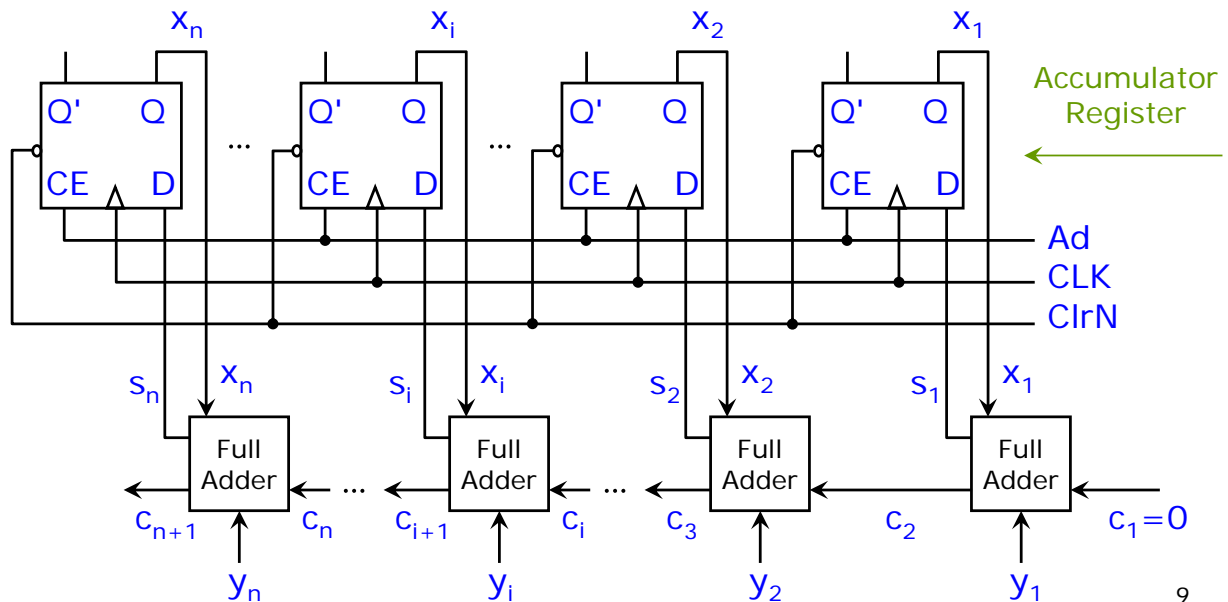 xₙ xᵢ x₂ x₁
Accumulator
Register
Q' Q Q' Q Q' Q Q' Q
... ...
CE D CE D CE D CE D
Ad
CLK
ClrN
sₙ xₙ sᵢ xᵢ s₂ x₂ s₁ x₁
Full Full Full Full
Adder Adder Adder Adder
... ...
cₙ₊₁ cₙ cᵢ₊₁ cᵢ c₃ c₂ c₁=0
yₙ yᵢ y₂ y₁
9